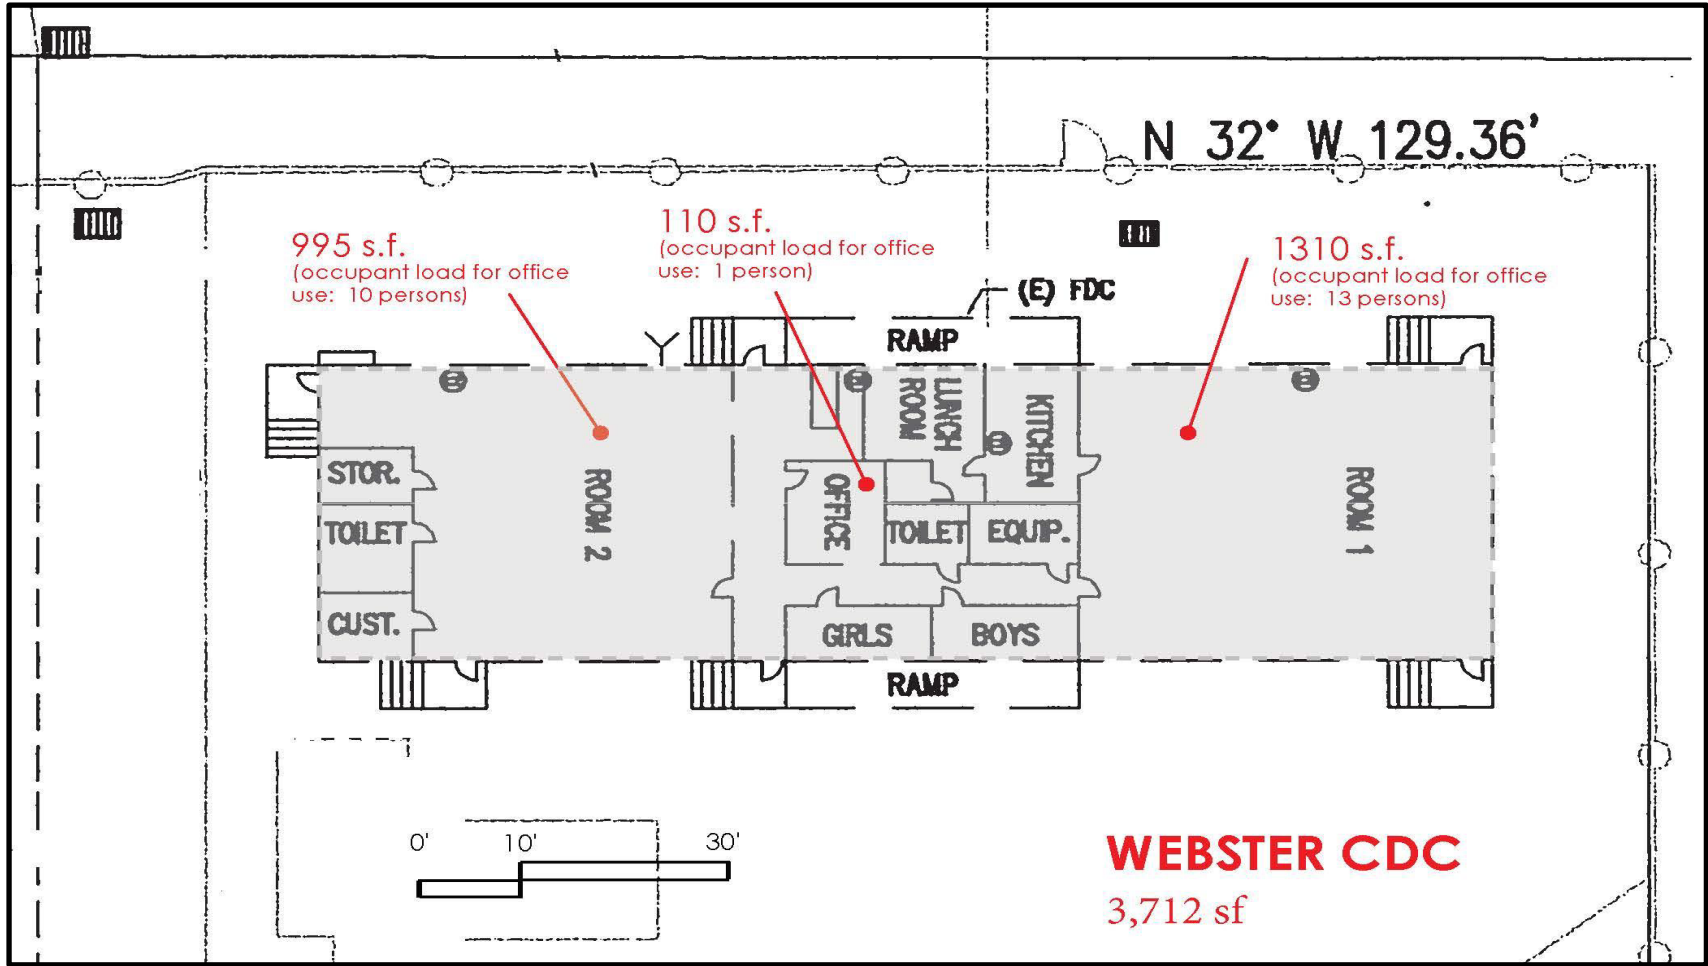 N 32° W 129.36'
995 s.f.
(occupant load for office
use: 10 persons)
110 s.f.
(occupant load for office
use: 1 person)
1310 s.f.
(occupant load for office
use: 13 persons)
(E) FDC
RAMP
LUNCH
ROOM
KITCHEN
STOR.
TOILET
CUST.
ROOM 2
OFFICE
TOILET
EQUIP.
ROOM 1
GIRLS
BOYS
RAMP
0' 10' 30'
WEBSTER CDC
3,712 sf